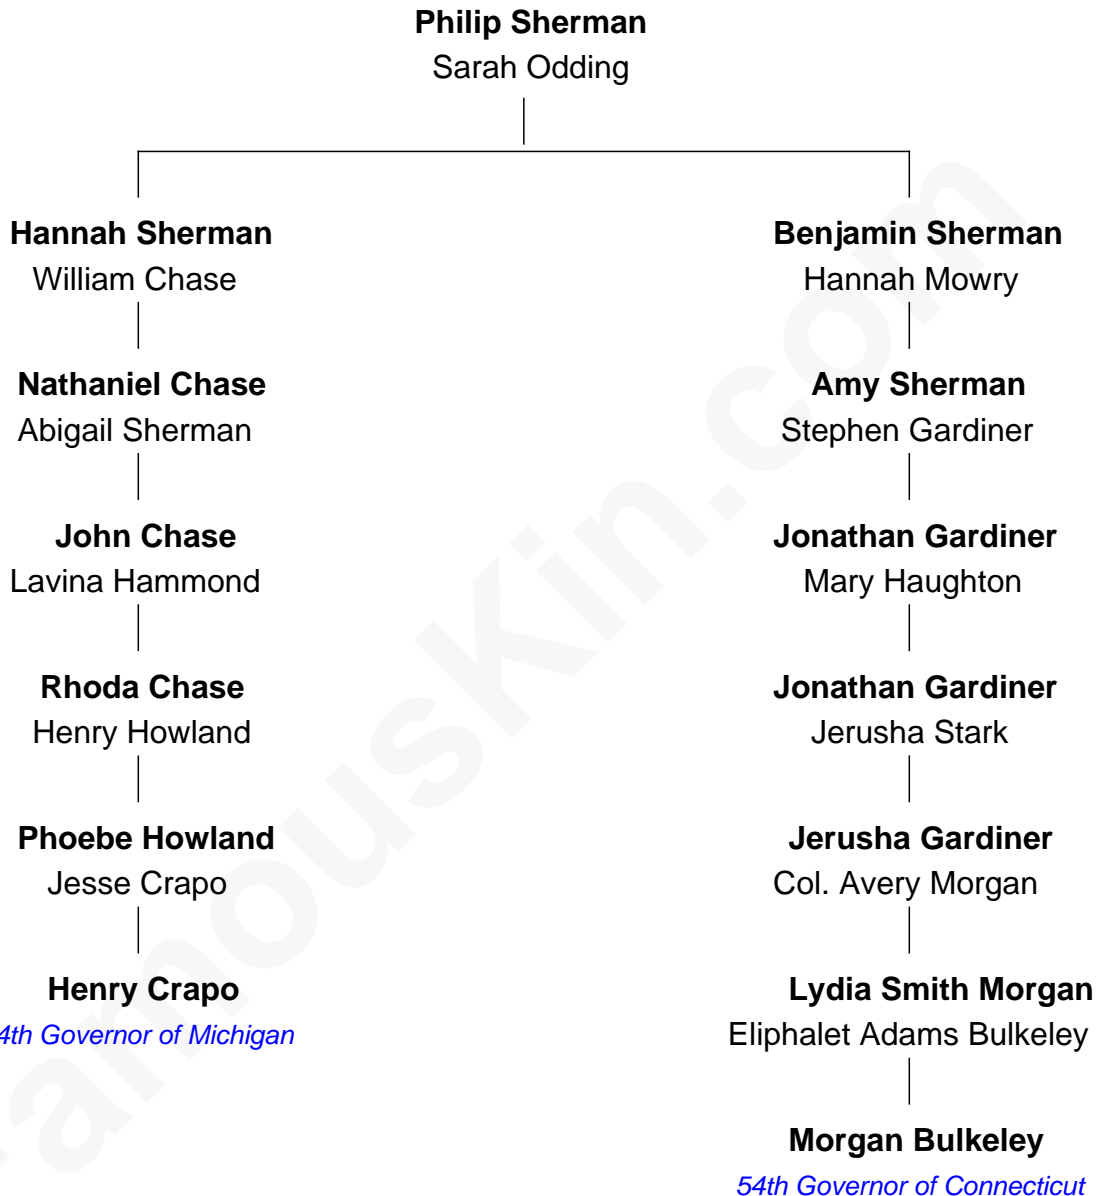 Philip Sherman
Sarah Odding
Hannah Sherman
William Chase
Nathaniel Chase
Abigail Sherman
John Chase
Lavina Hammond
Rhoda Chase
Henry Howland
Phoebe Howland
Jesse Crapo
Henry Crapo
4th Governor of Michigan
Benjamin Sherman
Hannah Mowry
Amy Sherman
Stephen Gardiner
Jonathan Gardiner
Mary Haughton
Jonathan Gardiner
Jerusha Stark
Jerusha Gardiner
Col. Avery Morgan
Lydia Smith Morgan
Eliphalet Adams Bulkeley
Morgan Bulkeley
54th Governor of Connecticut
famouskin.com